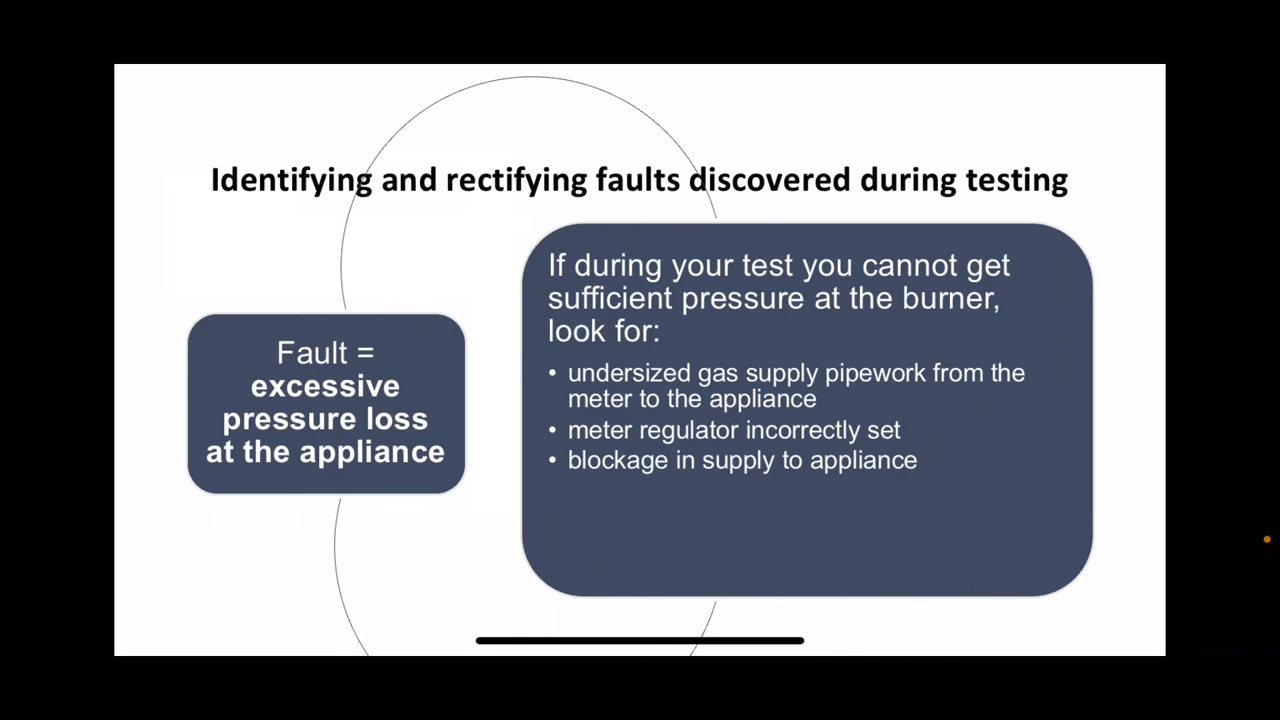 Identifying and rectifying faults discovered during testing
Fault =
excessive
pressure loss
at the appliance
If during your test you cannot get
sufficient pressure at the burner,
look for:
• undersized gas supply pipework from the
meter to the appliance
• meter regulator incorrectly set
• blockage in supply to appliance